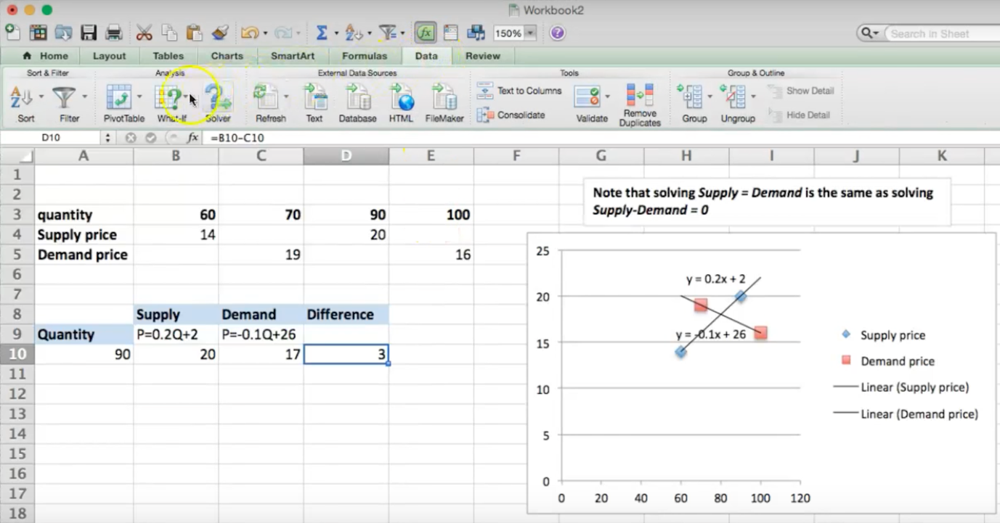 Workbook2
150%
Search in Sheet
Home Layout Tables Charts SmartArt Formulas Data Review
Sort & Filter Analysis External Data Sources Tools Group & Outline
Text to Columns
Show Detail
Consolidate
Hide Detail
Sort Filter PivotTable What-If Solver Refresh Text Database HTML FileMaker Validate Remove Duplicates Group Ungroup
D10 fx =B10-C10
A B C D E F G H I J K
1
2
3 quantity 60 70 90 100
4 Supply price 14 20
5 Demand price 19 16
6
7
8 Supply Demand Difference
9 Quantity P=0.2Q+2 P=-0.1Q+26
10 90 20 17 3
11
12
13
14
15
16
17
18
Note that solving Supply = Demand is the same as solving
Supply-Demand = 0
25
20
15
10
5
0
y = 0.2x + 2
y = -0.1x + 26
0 20 40 60 80 100 120
Supply price
Demand price
Linear (Supply price)
Linear (Demand price)